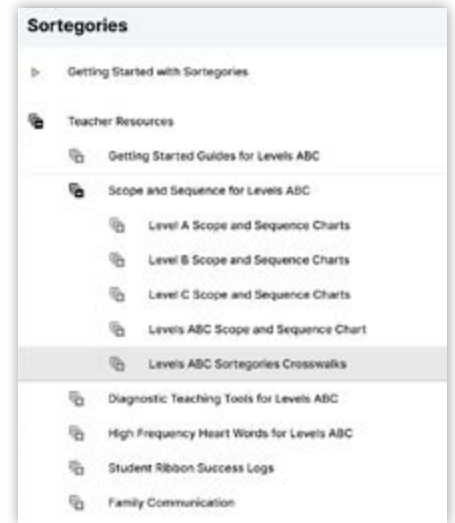 Sortegories
Getting Started with Sortegories
Teacher Resources
Getting Started Guides for Levels ABC
Scope and Sequence for Levels ABC
Level A Scope and Sequence Charts
Level B Scope and Sequence Charts
Level C Scope and Sequence Charts
Levels ABC Scope and Sequence Chart
Levels ABC Sortegories Crosswalks
Diagnostic Teaching Tools for Levels ABC
High Frequency Heart Words for Levels ABC
Student Ribbon Success Logs
Family Communication